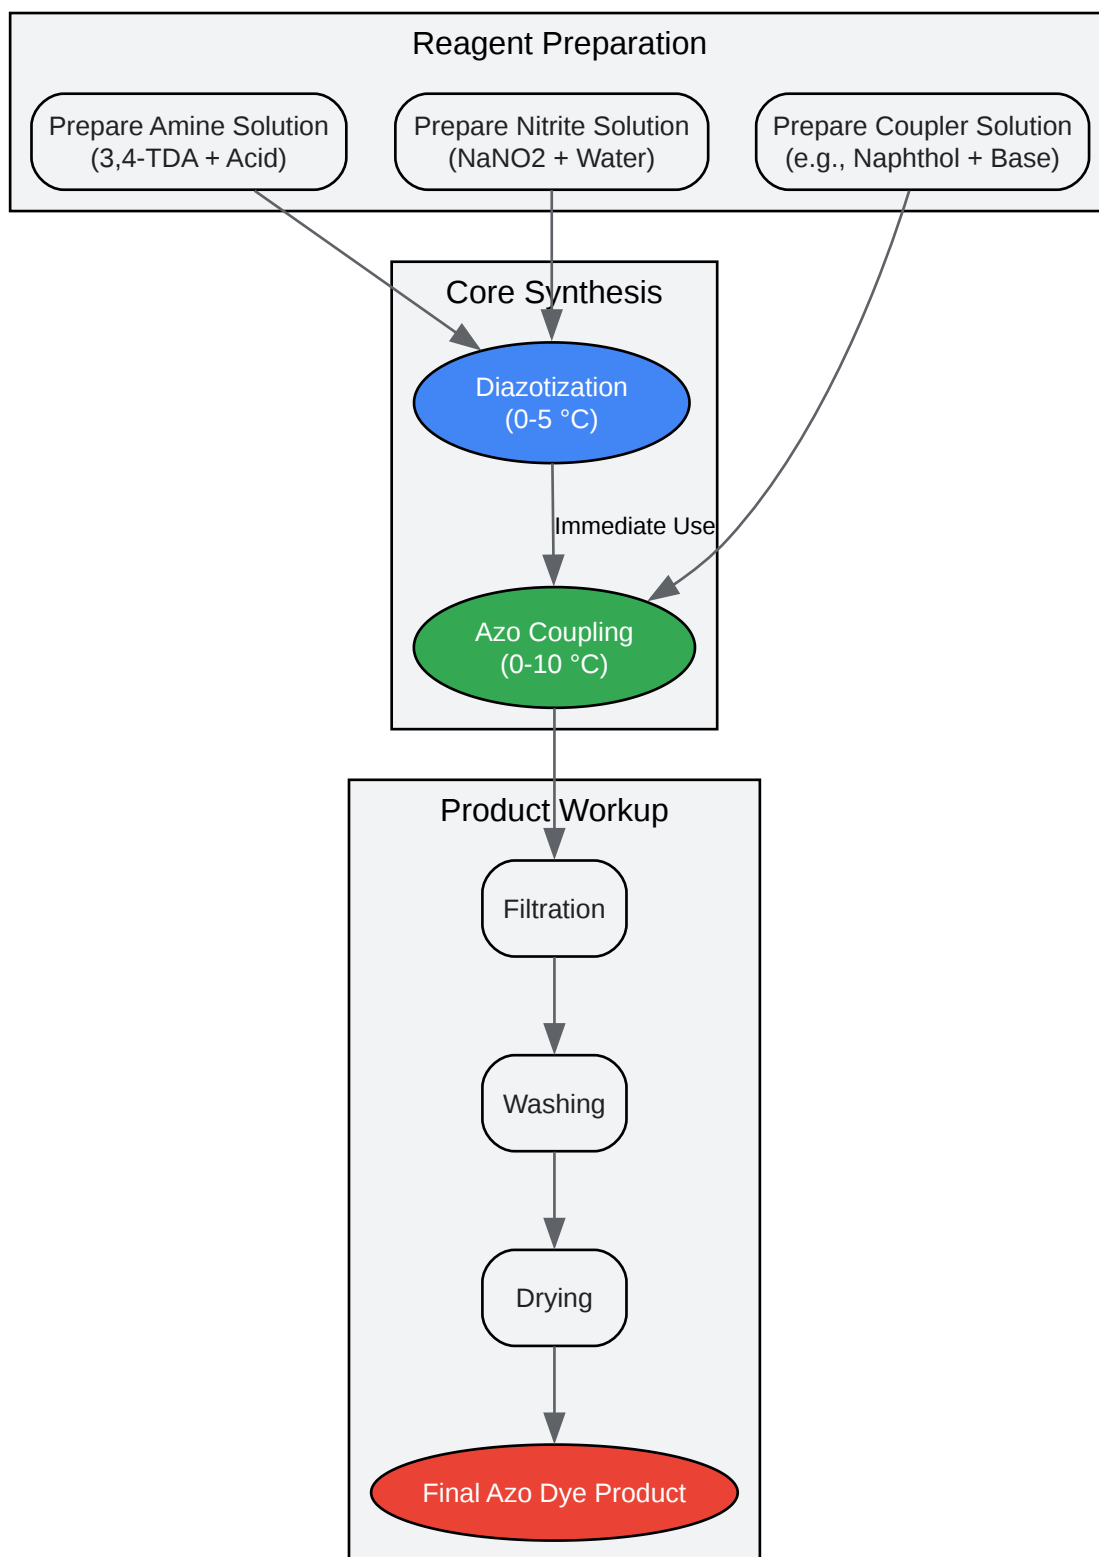 Reagent Preparation
Prepare Amine Solution
(3,4-TDA + Acid)
Prepare Nitrite Solution
(NaNO2 + Water)
Prepare Coupler Solution
(e.g., Naphthol + Base)
Core Synthesis
Diazotization
(0-5 °C)
Immediate Use
Azo Coupling
(0-10 °C)
Product Workup
Filtration
Washing
Drying
Final Azo Dye Product